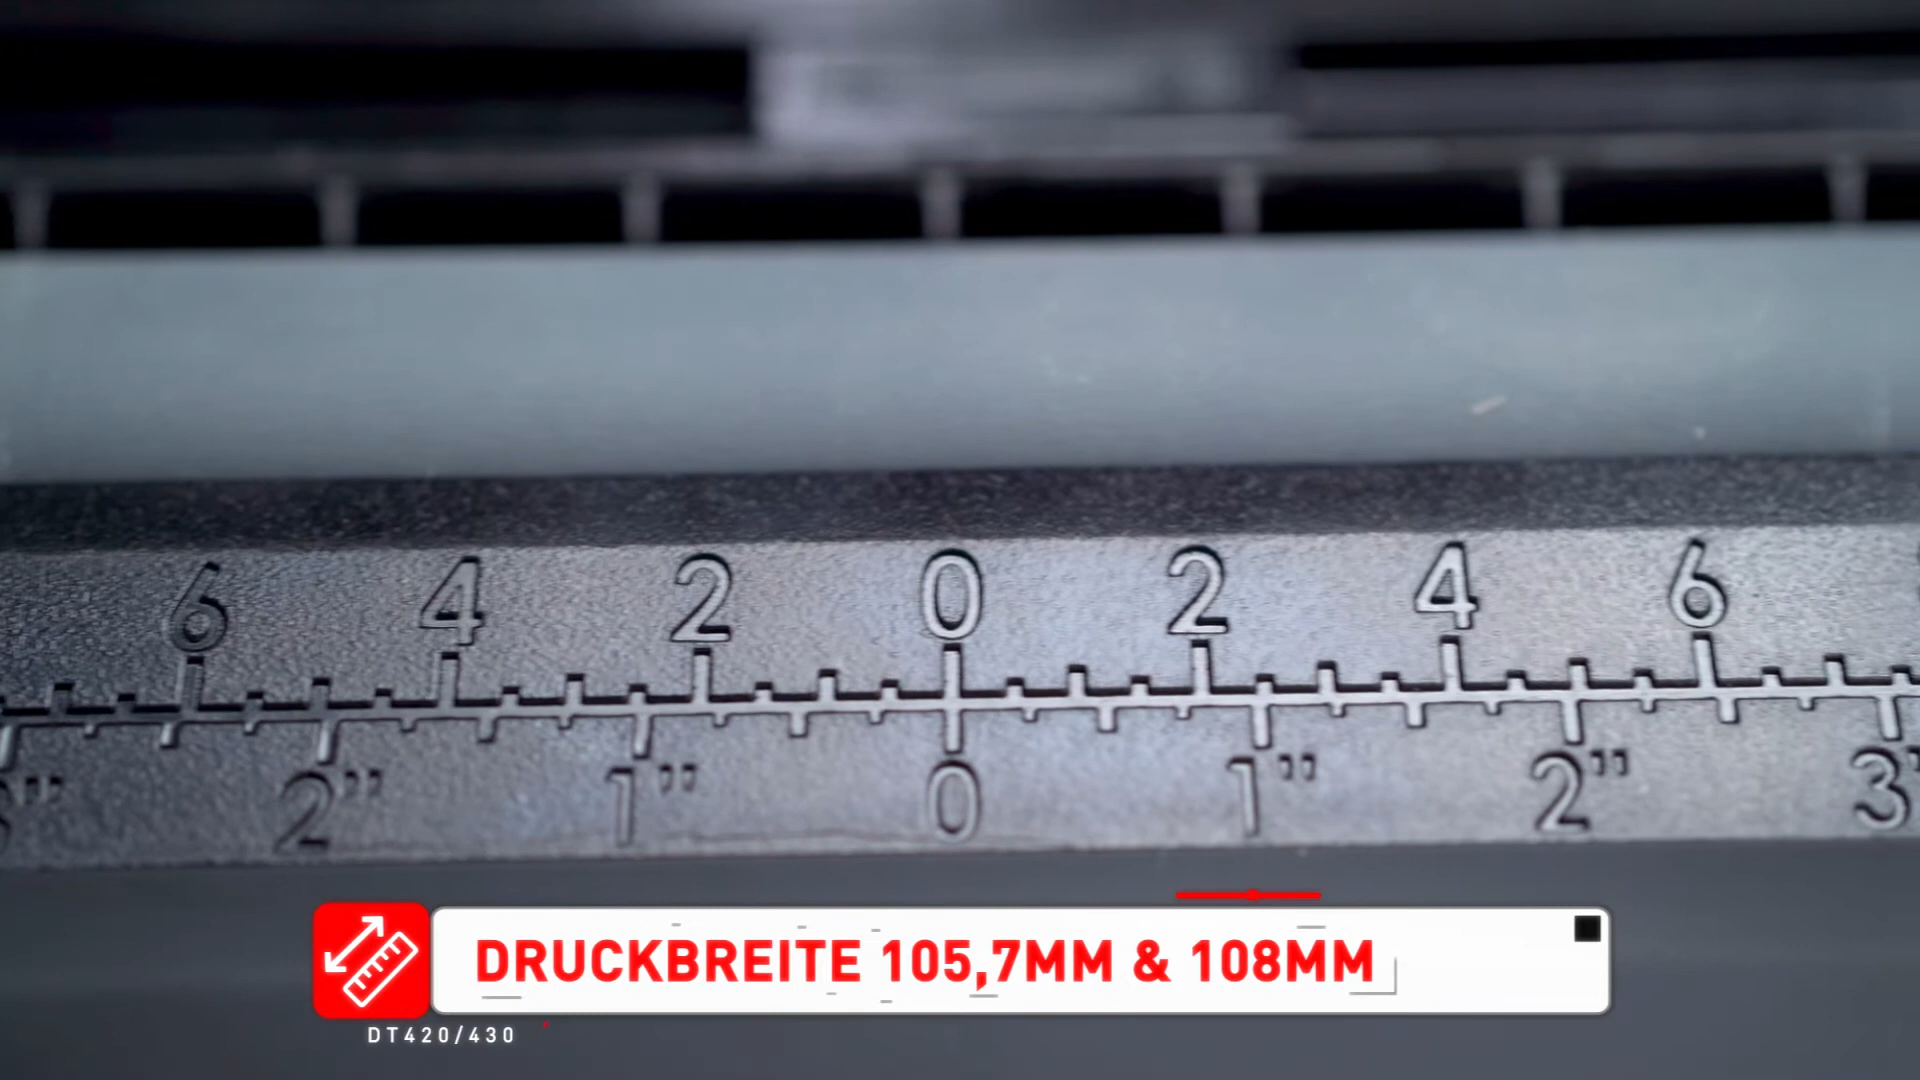 6 4 2 0 2 4 6
2" 1" 0 1" 2" 3"
DRUCKBREITE 105,7MM & 108MM
DT420/430